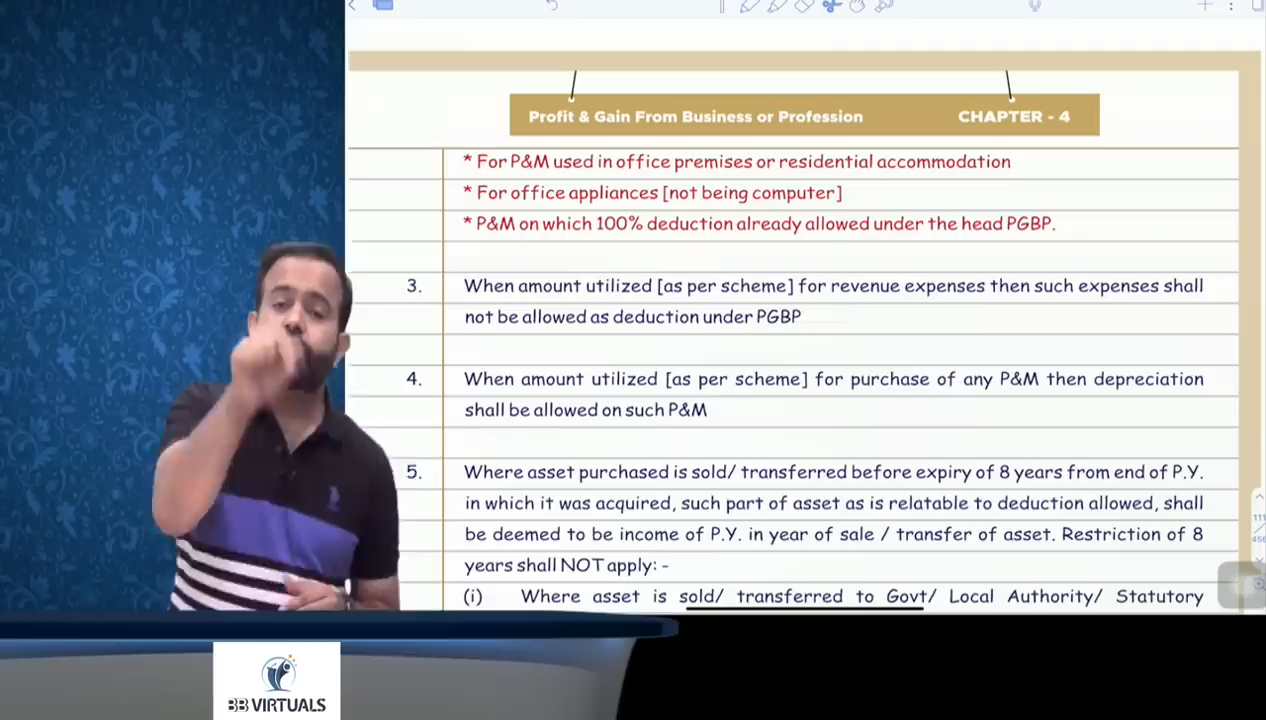 Profit & Gain From Business or Profession CHAPTER - 4
* For P&M used in office premises or residential accommodation
* For office appliances [not being computer]
* P&M on which 100% deduction already allowed under the head PGBP.
3. When amount utilized [as per scheme] for revenue expenses then such expenses shall
not be allowed as deduction under PGBP
4. When amount utilized [as per scheme] for purchase of any P&M then depreciation
shall be allowed on such P&M
5. Where asset purchased is sold/ transferred before expiry of 8 years from end of P.Y.
in which it was acquired, such part of asset as is relatable to deduction allowed, shall
be deemed to be income of P.Y. in year of sale / transfer of asset. Restriction of 8
years shall NOT apply: -
(i) Where asset is sold/ transferred to Govt/ Local Authority/ Statutory
111
456
BB VIRTUALS